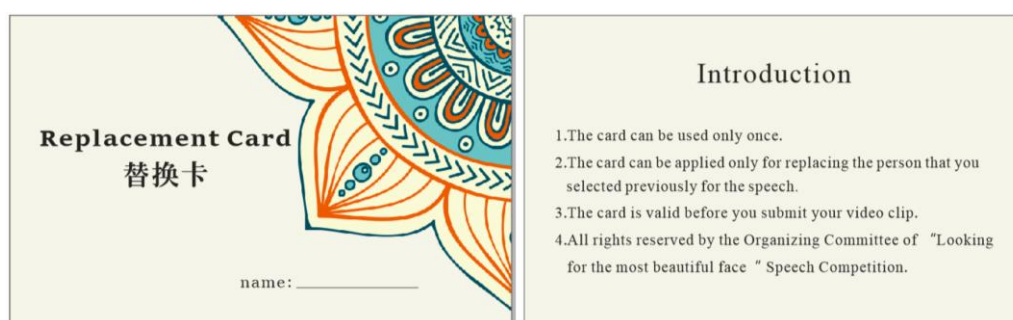 Replacement Card
替换卡
name:
Introduction
1.The card can be used only once.
2.The card can be applied only for replacing the person that you
selected previously for the speech.
3.The card is valid before you submit your video clip.
4.All rights reserved by the Organizing Committee of “Looking
for the most beautiful face ” Speech Competition.